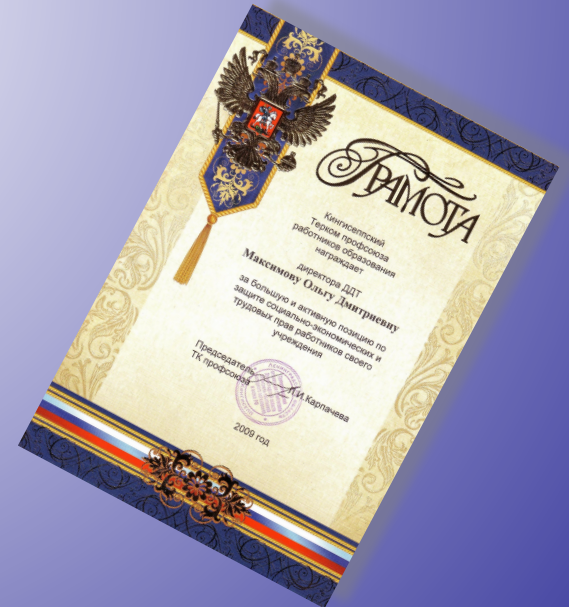 ГРАМОТА
Кингисеппский
Терком профсоюза
работников образования
награждает
директора ДДТ
Максимову Ольгу Дмитриевну
за большую и активную позицию по
защите социально-экономических и
трудовых прав работников своего
учреждения
Председатель
ТК профсоюза
Л.И.Карпачева
2009 год